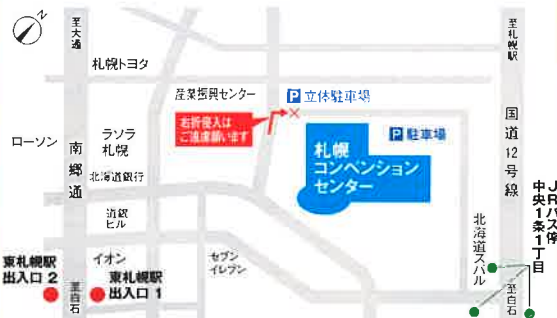 N
至大通
至札幌駅
札幌トヨタ
産業振興センター
P 立体駐車場
右折侵入は
ご遠慮願います
P 駐車場
ローソン
南郷通
ラソラ
札幌
北海道銀行
札幌
コンベンション
センター
国道12号線
道銀
ビル
JRバス停
中央1条1丁目
北海道スバル
東札幌駅
出入口 2
イオン
東札幌駅
出入口 1
セブン
イレブン
至白石
至白石